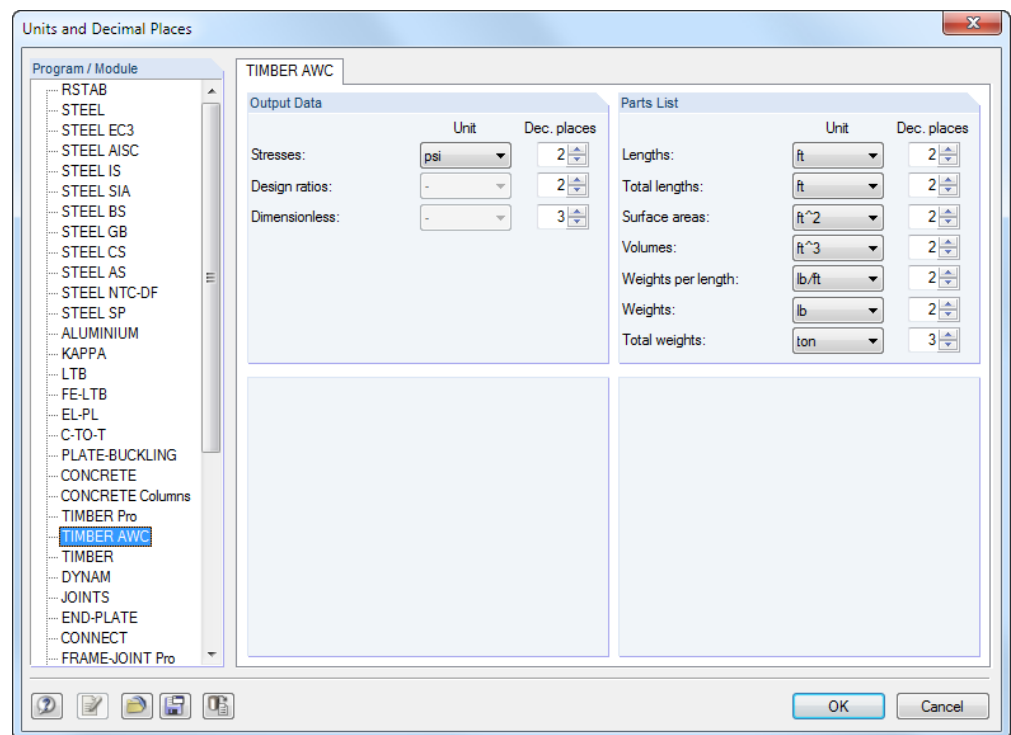 Units and Decimal Places
Program / Module
RSTAB
STEEL
STEEL EC3
STEEL AISC
STEEL IS
STEEL SIA
STEEL BS
STEEL GB
STEEL CS
STEEL AS
STEEL NTC-DF
STEEL SP
ALUMINIUM
KAPPA
LTB
FE-LTB
EL-PL
C-TO-T
PLATE-BUCKLING
CONCRETE
CONCRETE Columns
TIMBER Pro
TIMBER AWC
TIMBER
DYNAM
JOINTS
END-PLATE
CONNECT
FRAME-JOINT Pro
TIMBER AWC
Output Data
Unit Dec. places
Stresses: psi 2
Design ratios: - 2
Dimensionless: - 3
Parts List
Unit Dec. places
Lengths: ft 2
Total lengths: ft 2
Surface areas: ft^2 2
Volumes: ft^3 2
Weights per length: lb/ft 2
Weights: lb 2
Total weights: ton 3
OK Cancel